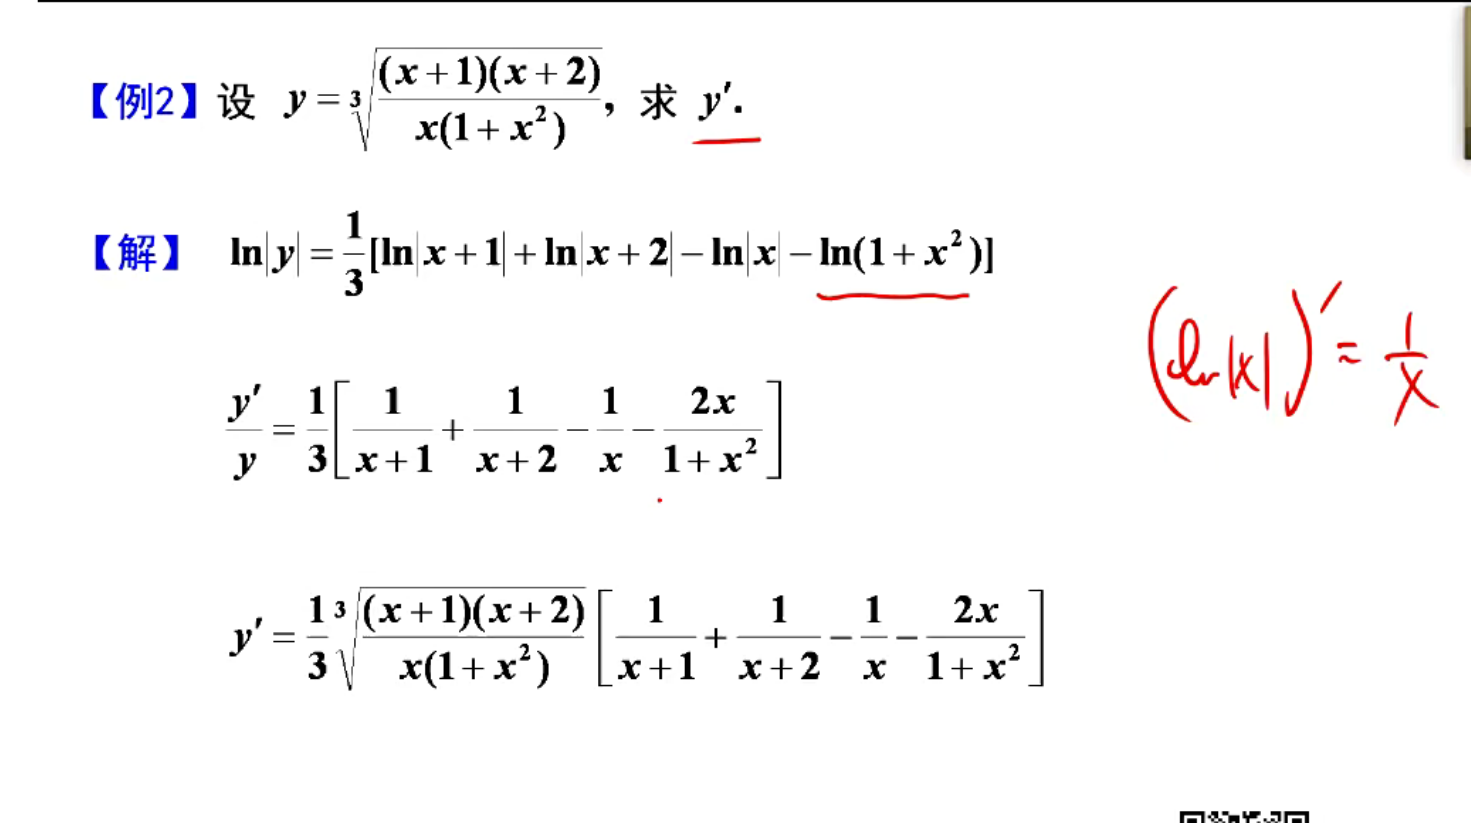 【例2】设 y = ∛((x+1)(x+2) / (x(1+x²))), 求 y′.
【解】 ln|y| = 1/3 [ln|x+1| + ln|x+2| − ln|x| − ln(1+x²)]
(ln|x|)′ = 1/x
y′/y = 1/3 [1/(x+1) + 1/(x+2) − 1/x − 2x/(1+x²)]
y′ = 1/3 ∛((x+1)(x+2) / (x(1+x²))) [1/(x+1) + 1/(x+2) − 1/x − 2x/(1+x²)]